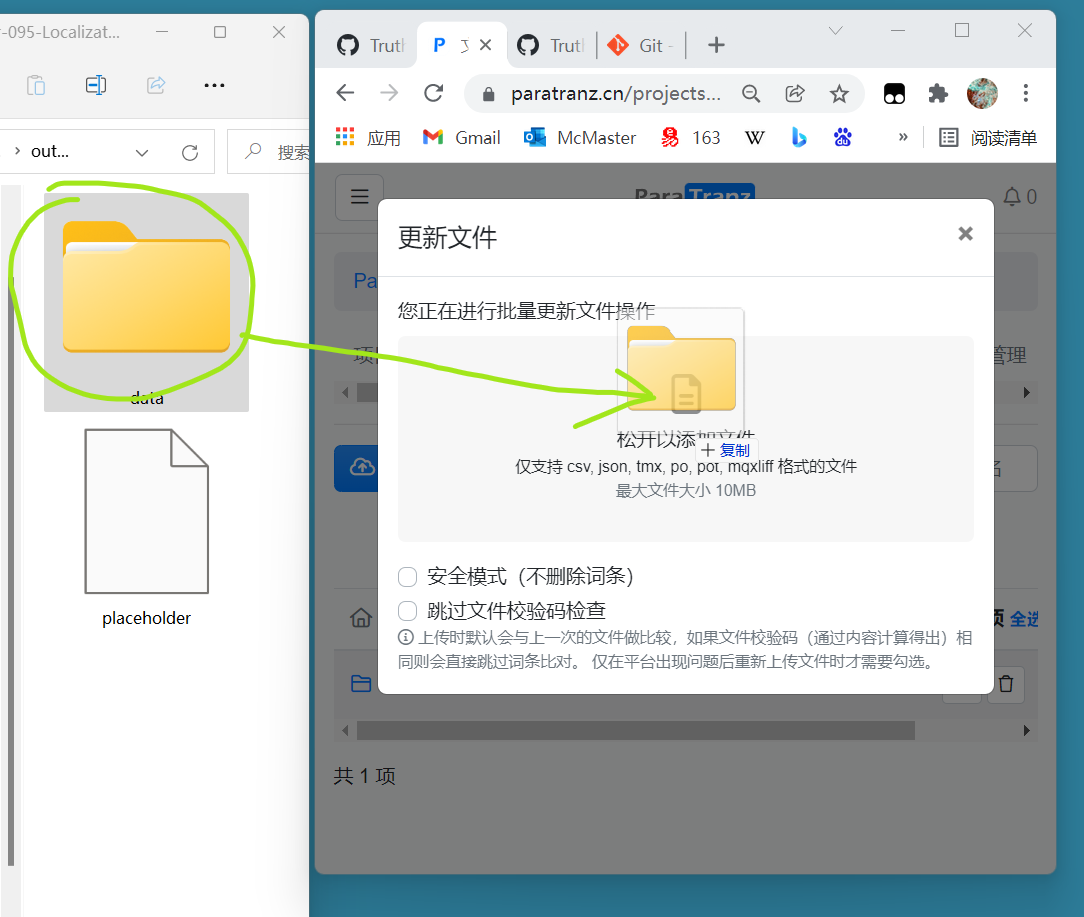 -095-Localizat...
out...
搜索
data
placeholder
Trut
Trut
Git -
paratranz.cn/projects...
应用
Gmail
McMaster
163
W
»
阅读清单
ParaTranz
0
更新文件
Pa
您正在进行批量更新文件操作
管理
松开以添加文件
复制
仅支持 csv, json, tmx, po, pot, mqxliff 格式的文件
最大文件大小 10MB
安全模式（不删除词条）
跳过文件校验码检查
上传时默认会与上一次的文件做比较，如果文件校验码（通过内容计算得出）相
同则会直接跳过词条比对。 仅在平台出现问题后重新上传文件时才需要勾选。
全选
共 1 项